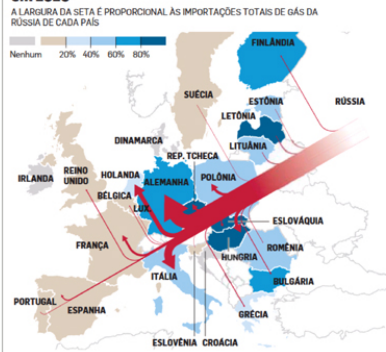 A LARGURA DA SETA É PROPORCIONAL ÀS IMPORTAÇÕES TOTAIS DE GÁS DA
RÚSSIA DE CADA PAÍS
Nenhum 20% 40% 60% 80%
FINLÂNDIA
SUÉCIA
ESTÔNIA
RÚSSIA
LETÔNIA
DINAMARCA
LITUÂNIA
REP. TCHECA
IRLANDA
REINO
UNIDO
HOLANDA
ALEMANHA
POLÔNIA
BÉLGICA
LUX.
ESLOVÁQUIA
FRANÇA
ROMÊNIA
HUNGRIA
ITÁLIA
BULGÁRIA
PORTUGAL
ESPANHA
GRÉCIA
ESLOVÊNIA
CROÁCIA